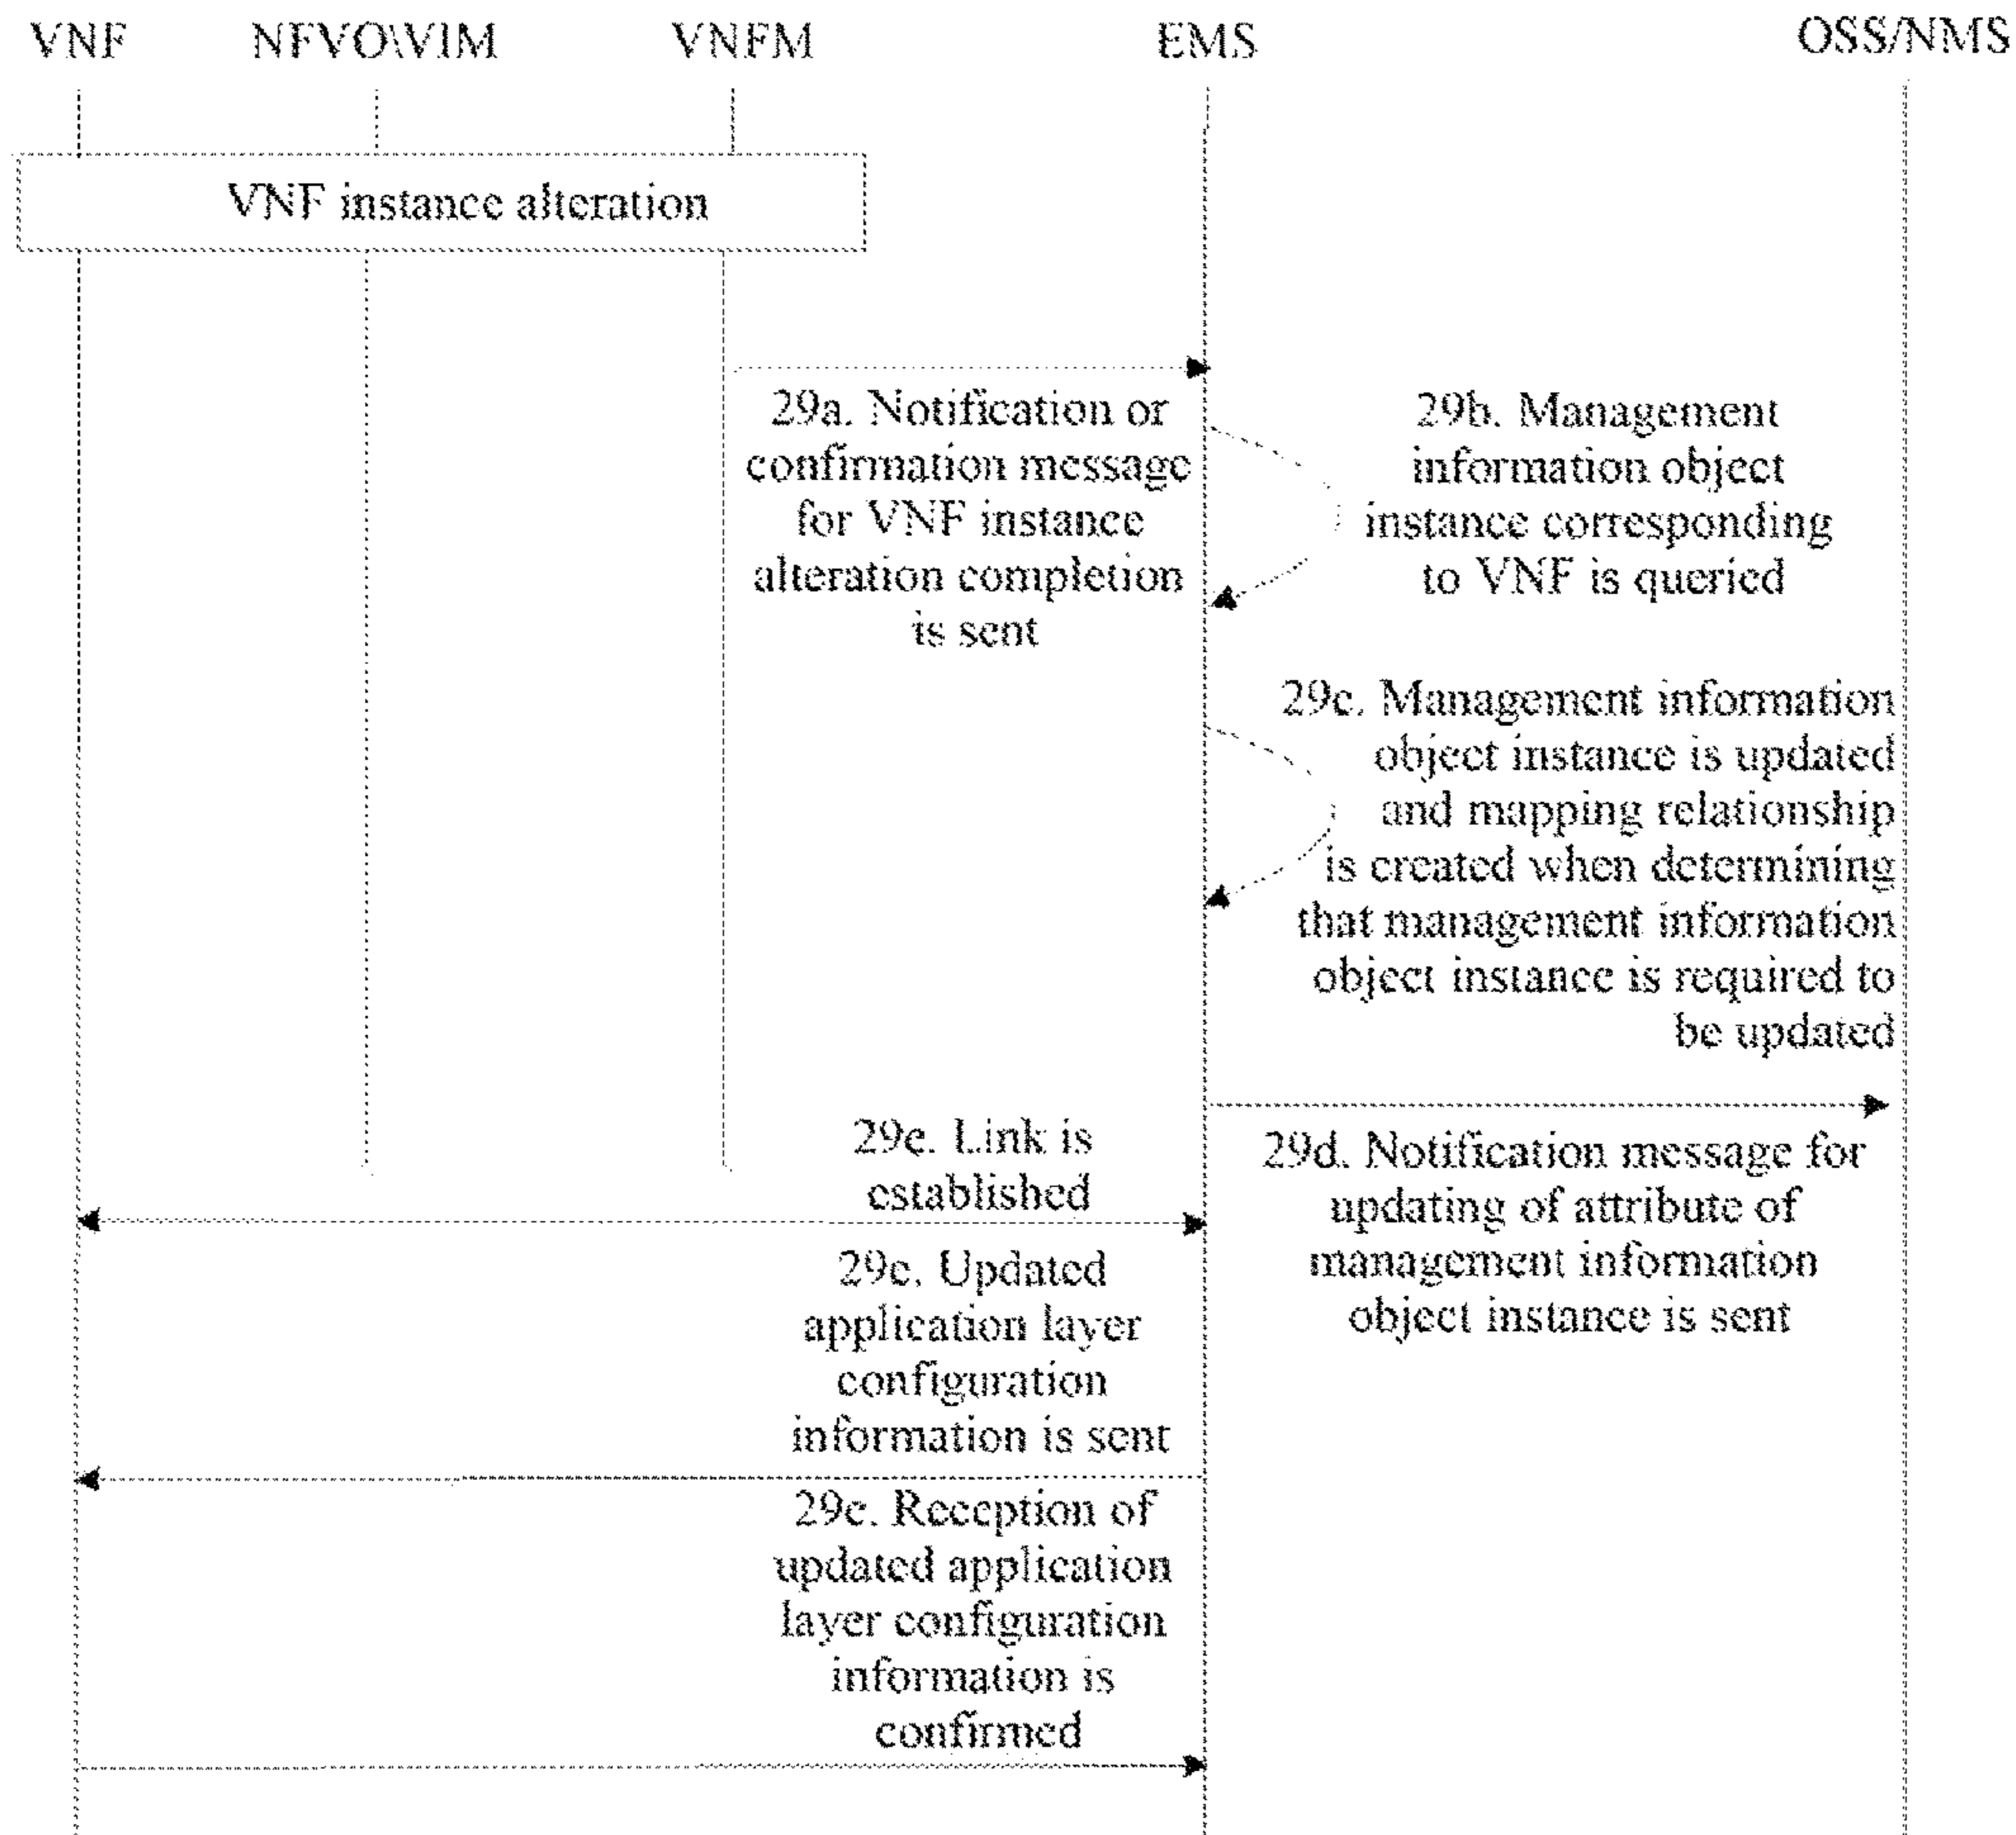 VNF NFVO\VIM VNFM EMS OSS/NMS
VNF instance alteration
29a. Notification or
confirmation message
for VNF instance
alteration completion
is sent
29b. Management
information object
instance corresponding
to VNF is queried
29c. Management information
object instance is updated
and mapping relationship
is created when determining
that management information
object instance is required to
be updated
29e. Link is
established
29d. Notification message for
updating of attribute of
management information
object instance is sent
29e. Updated
application layer
configuration
information is sent
29e. Reception of
updated application
layer configuration
information is
confirmed